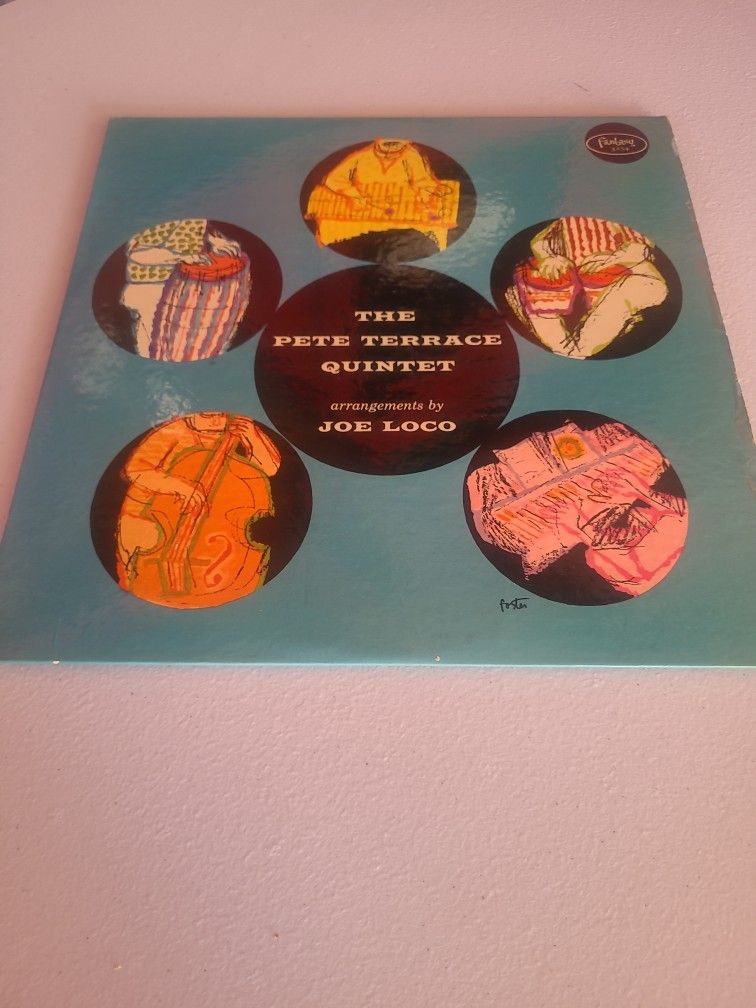 Fantasy
THE
PETE TERRACE
QUINTET
arrangements by
JOE LOCO
foster